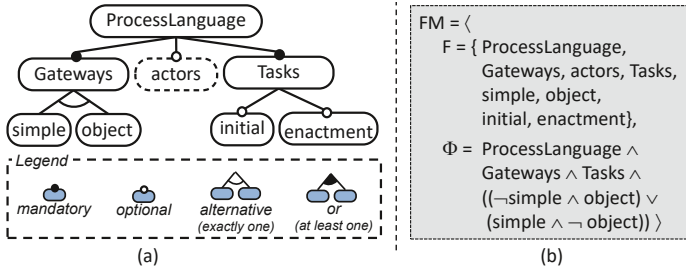 ProcessLanguage
Gateways
actors
Tasks
simple
object
initial
enactment
Legend
mandatory
optional
alternative
(exactly one)
or
(at least one)
(a)
FM = ⟨
F = { ProcessLanguage,
Gateways, actors, Tasks,
simple, object,
initial, enactment},
Φ = ProcessLanguage ∧
Gateways ∧ Tasks ∧
((¬simple ∧ object) ∨
(simple ∧ ¬ object)) ⟩
(b)